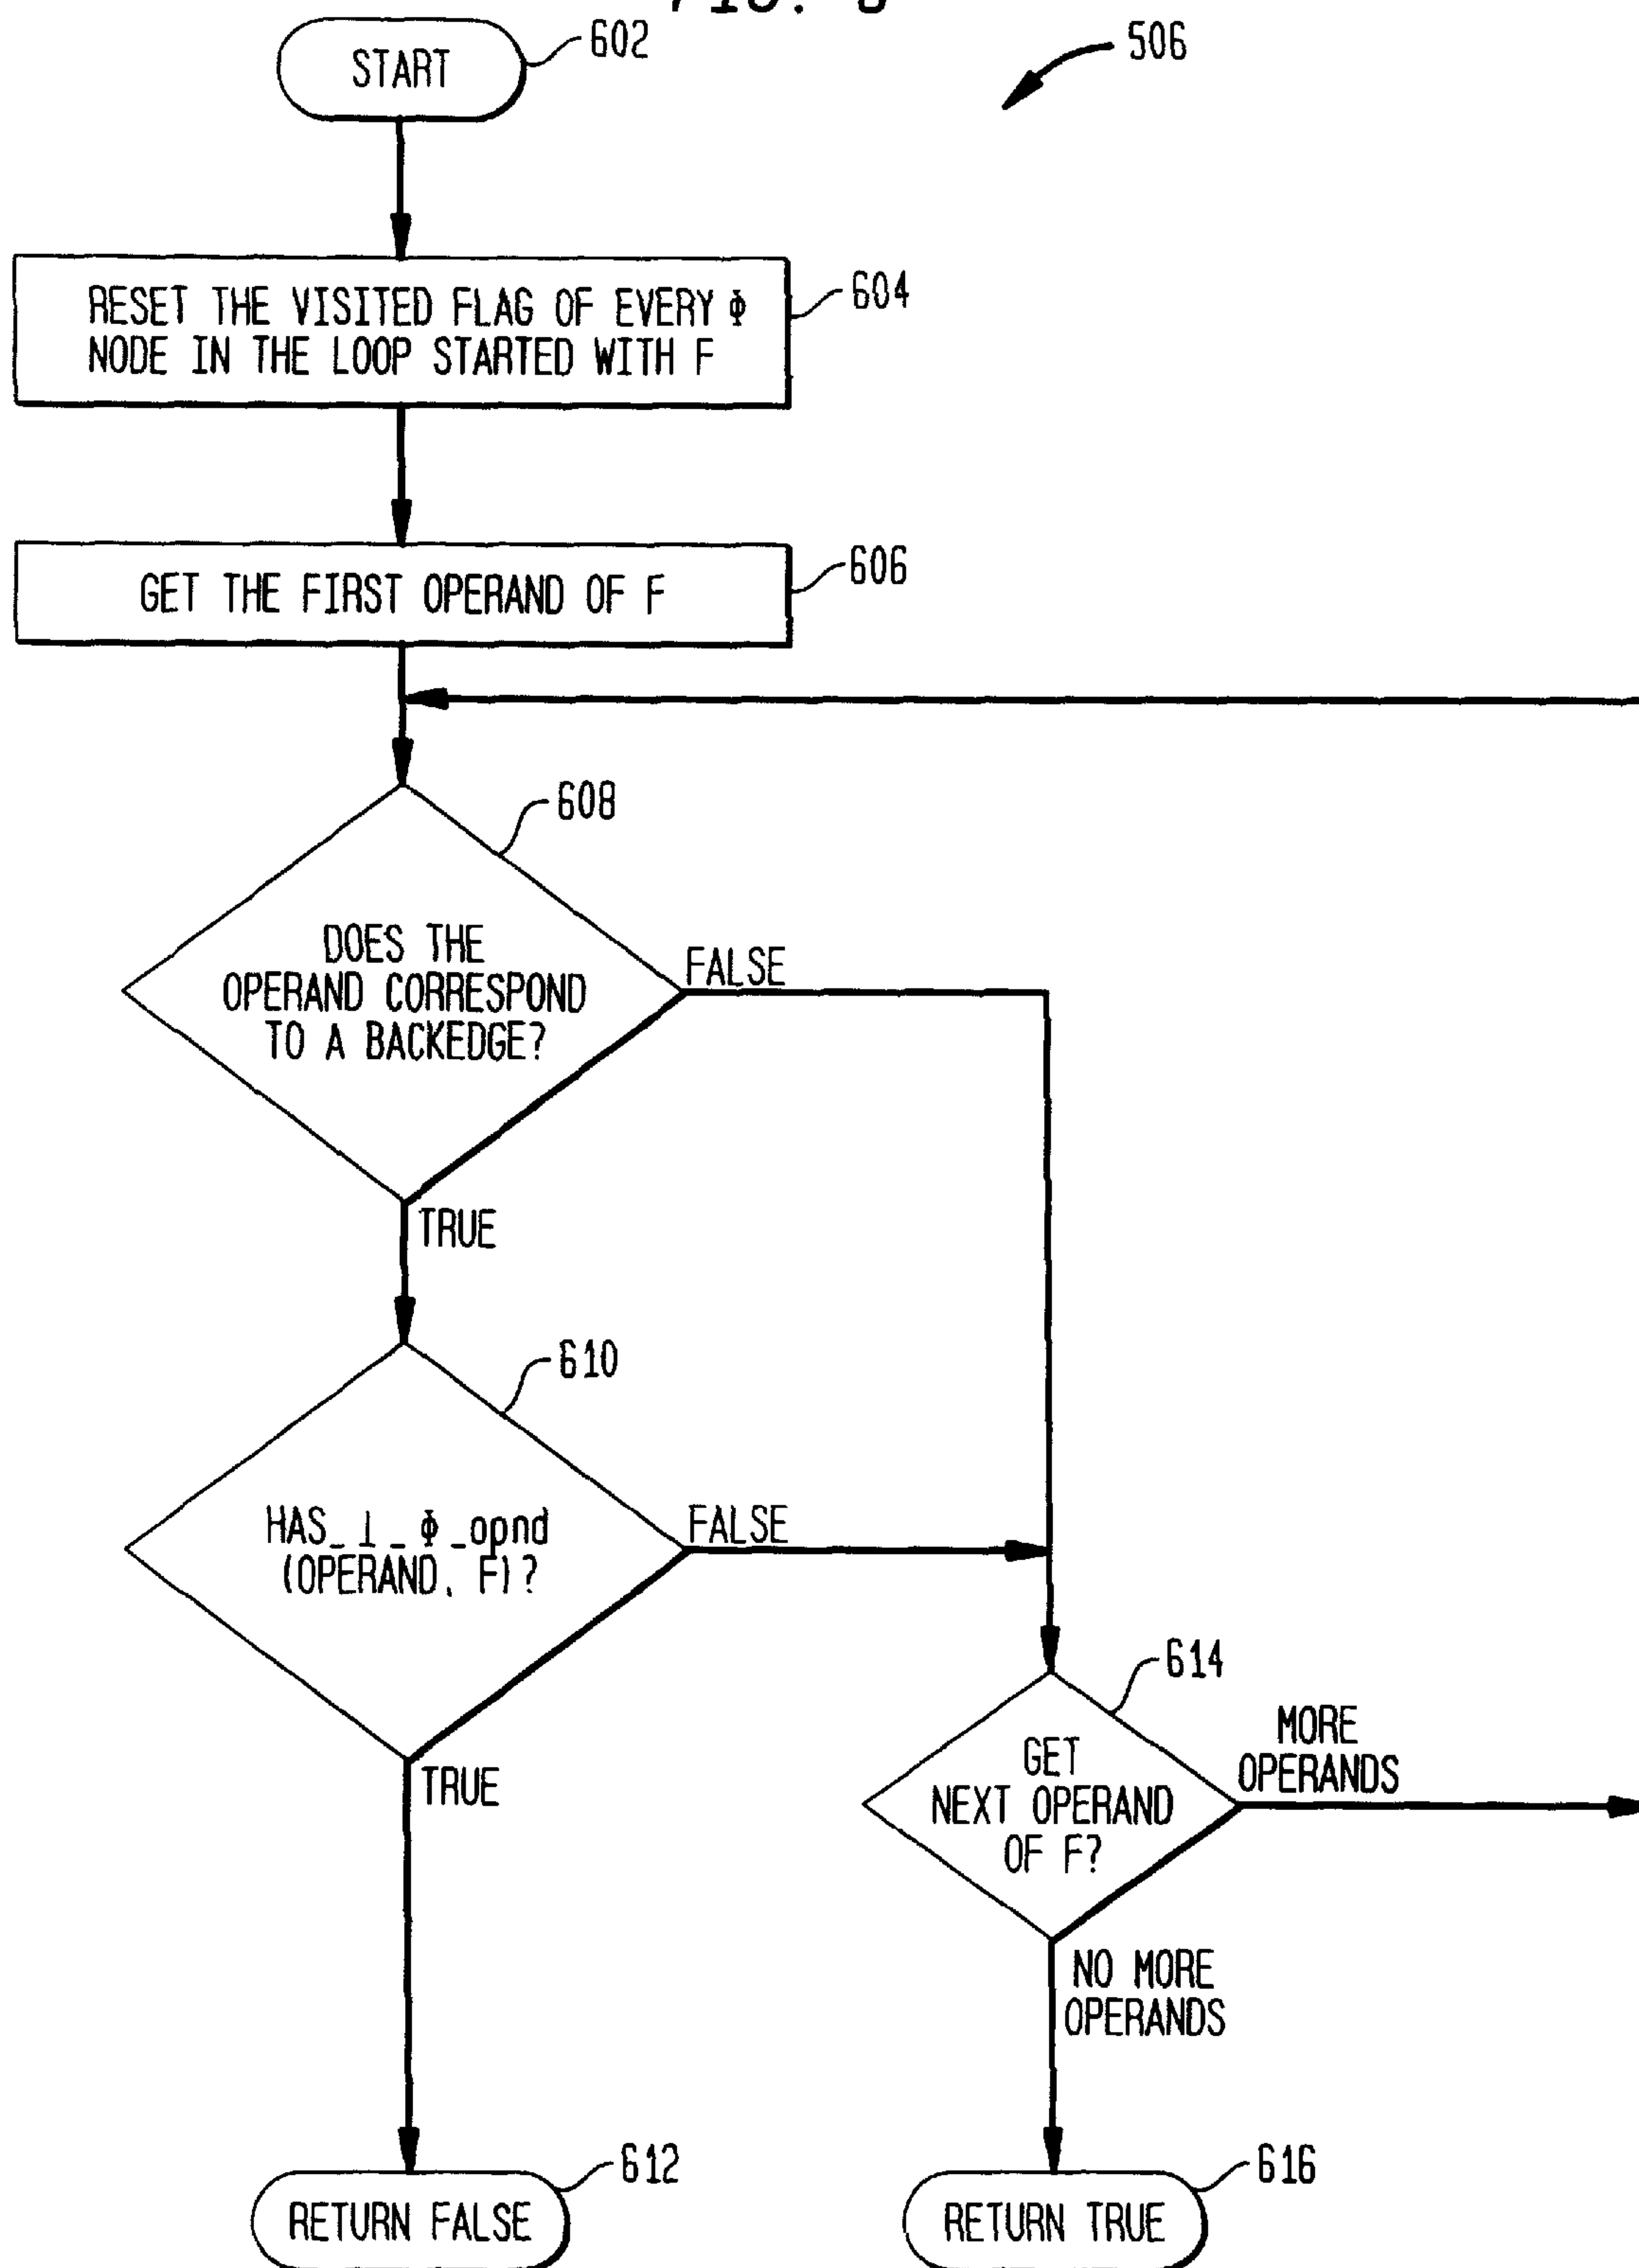 START
602
506
RESET THE VISITED FLAG OF EVERY Φ
NODE IN THE LOOP STARTED WITH F
604
GET THE FIRST OPERAND OF F
606
608
DOES THE
OPERAND CORRESPOND
TO A BACKEDGE?
FALSE
TRUE
610
HAS_⊥_Φ_opnd
(OPERAND, F)?
FALSE
TRUE
614
GET
NEXT OPERAND
OF F?
MORE
OPERANDS
NO MORE
OPERANDS
612
RETURN FALSE
616
RETURN TRUE